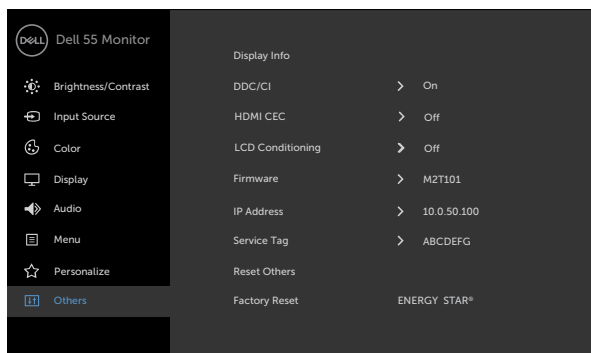 DELL Dell 55 Monitor
Display Info
Brightness/Contrast DDC/CI > On
Input Source HDMI CEC > Off
Color LCD Conditioning > Off
Display Firmware > M2T101
Audio IP Address > 10.0.50.100
Menu Service Tag > ABCDEFG
Personalize Reset Others
Others Factory Reset ENERGY STAR®